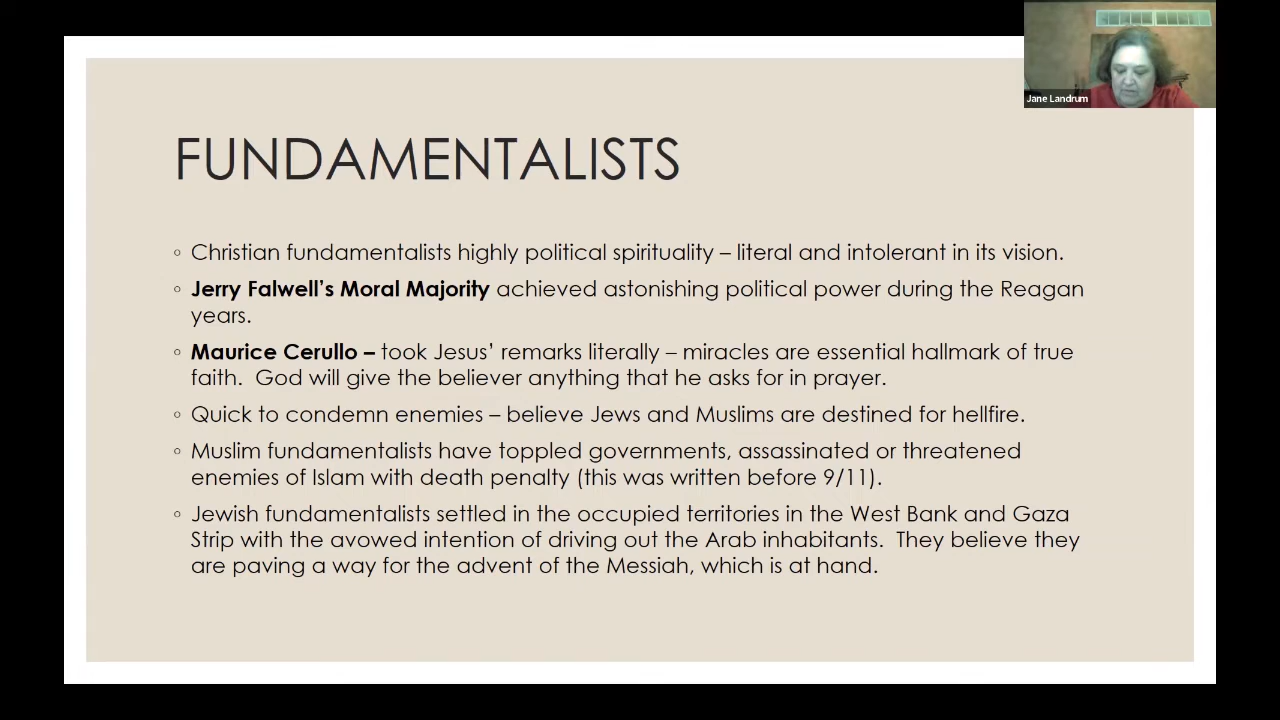 Jane Landrum
FUNDAMENTALISTS
◦ Christian fundamentalists highly political spirituality – literal and intolerant in its vision.
◦ Jerry Falwell's Moral Majority achieved astonishing political power during the Reagan
years.
◦ Maurice Cerullo – took Jesus' remarks literally – miracles are essential hallmark of true
faith.  God will give the believer anything that he asks for in prayer.
◦ Quick to condemn enemies – believe Jews and Muslims are destined for hellfire.
◦ Muslim fundamentalists have toppled governments, assassinated or threatened
enemies of Islam with death penalty (this was written before 9/11).
◦ Jewish fundamentalists settled in the occupied territories in the West Bank and Gaza
Strip with the avowed intention of driving out the Arab inhabitants.  They believe they
are paving a way for the advent of the Messiah, which is at hand.